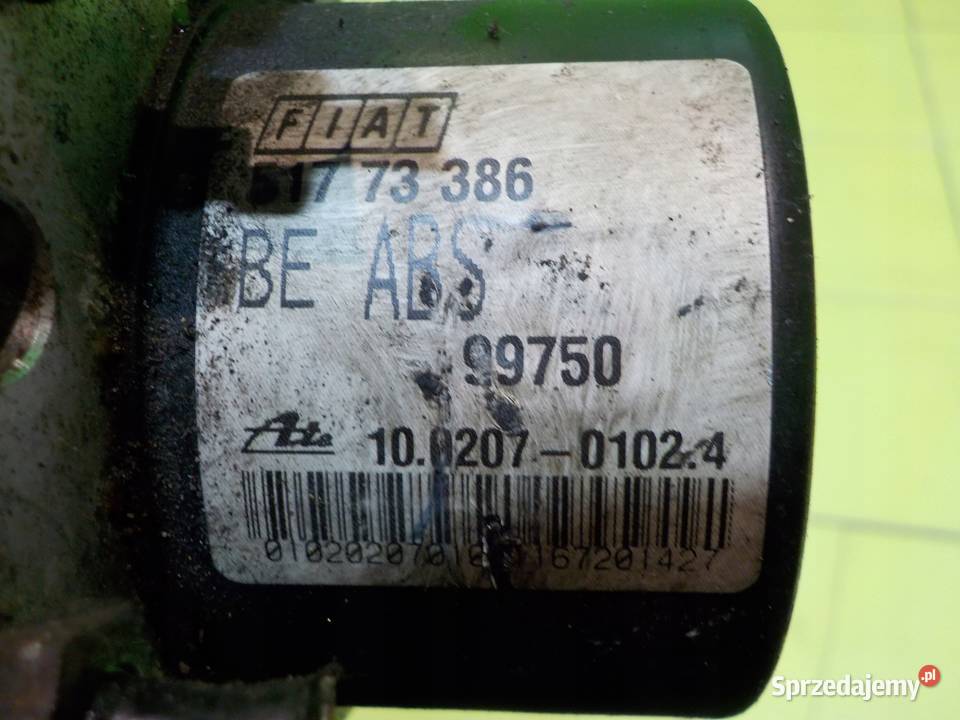 FIAT
517 73 386
BE ABS
99750
Ate 10.0207-0102.4
Sprzedajemy.pl